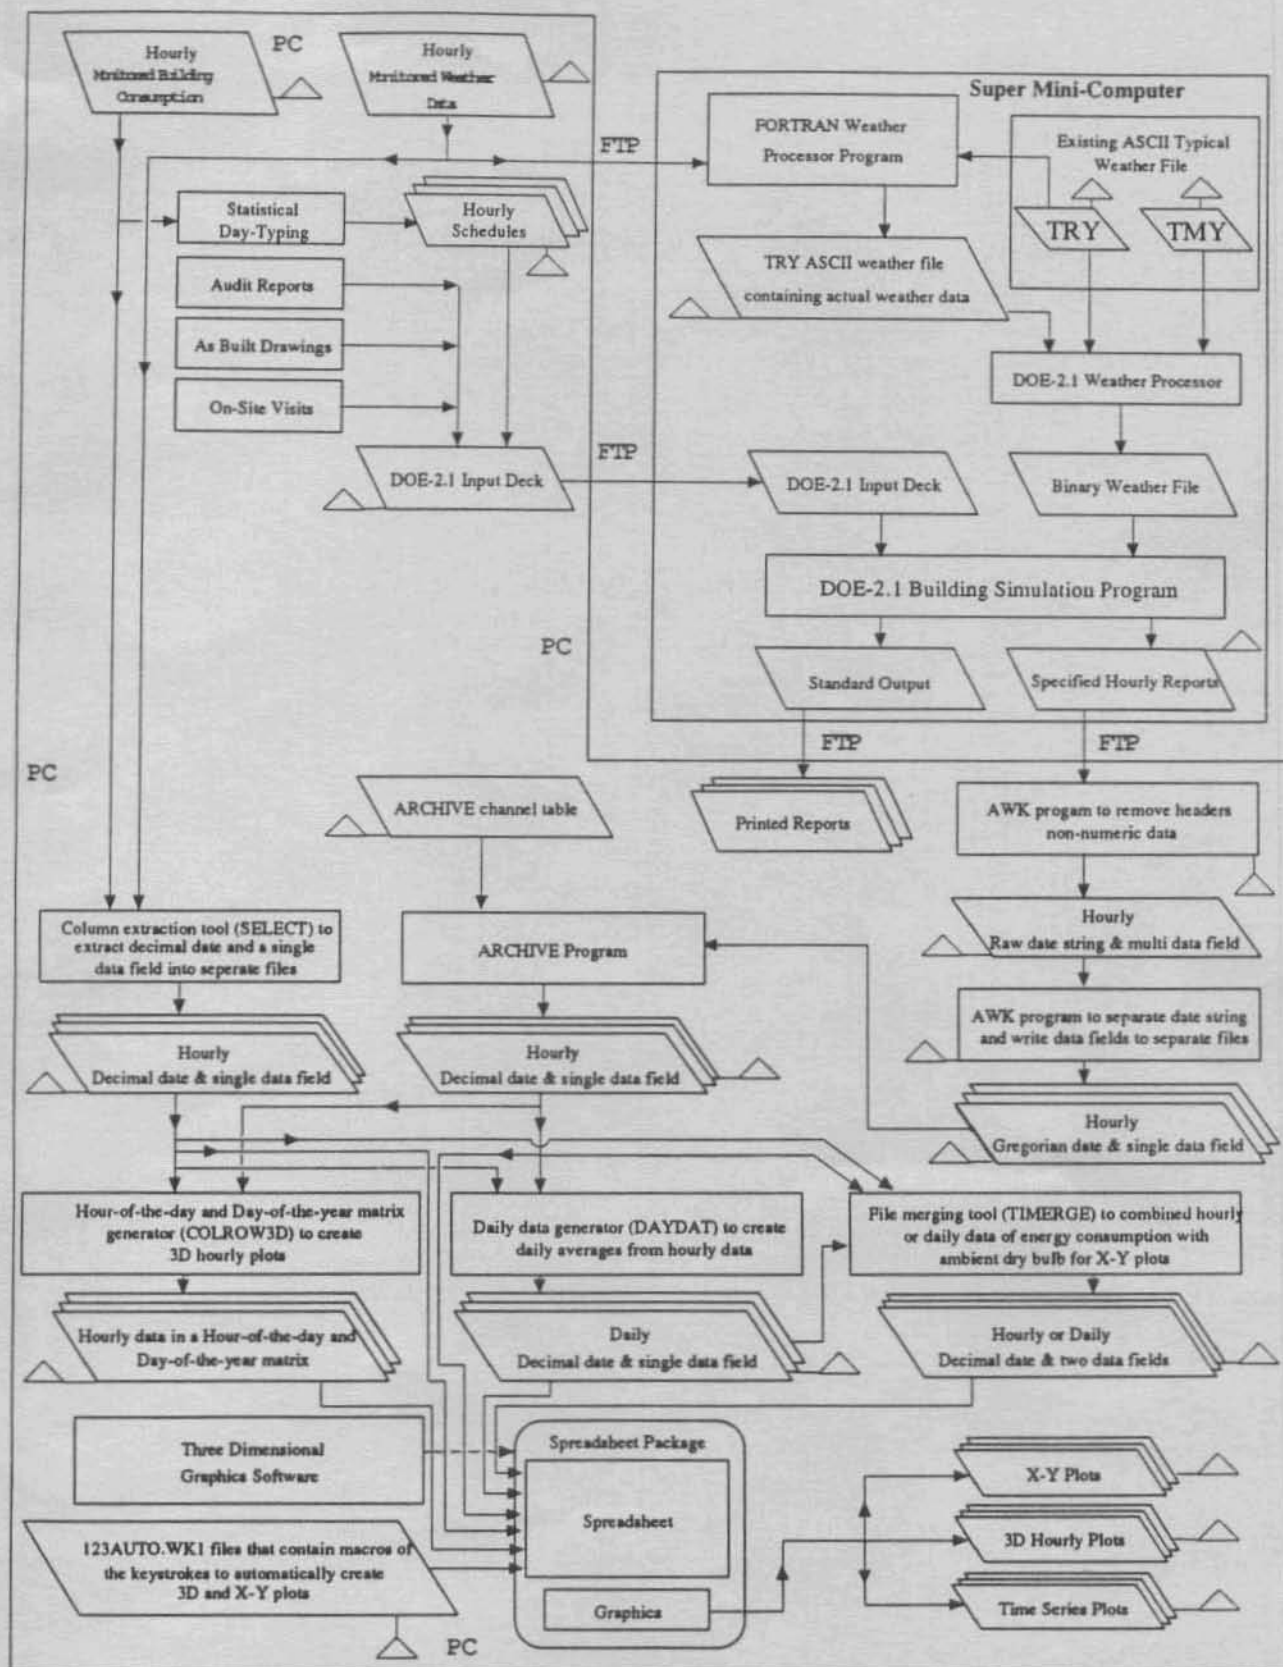 Hourly
Monitored Building
Consumption
PC
Hourly
Monitored Weather
Data
Super Mini-Computer
FTP
FORTRAN Weather
Processor Program
Existing ASCII Typical
Weather File
TRY
TMY
Statistical
Day-Typing
Hourly
Schedules
TRY ASCII weather file
containing actual weather data
Audit Reports
As Built Drawings
On-Site Visits
DOE-2.1 Weather Processor
FTP
DOE-2.1 Input Deck
DOE-2.1 Input Deck
Binary Weather File
DOE-2.1 Building Simulation Program
PC
Standard Output
Specified Hourly Reports
FTP
FTP
PC
ARCHIVE channel table
Printed Reports
AWK progam to remove headers
non-numeric data
Column extraction tool (SELECT) to
extract decimal date and a single
data field into seperate files
ARCHIVE Program
Hourly
Raw date string & multi data field
AWK program to separate date string
and write data fields to separate files
Hourly
Decimal date & single data field
Hourly
Decimal date & single data field
Hourly
Gregorian date & single data field
Hour-of-the-day and Day-of-the-year matrix
generator (COLROW3D) to create
3D hourly plots
Daily data generator (DAYDAT) to create
daily averages from hourly data
File merging tool (TIMERGE) to combined hourly
or daily data of energy consumption with
ambient dry bulb for X-Y plots
Hourly data in a Hour-of-the-day and
Day-of-the-year matrix
Daily
Decimal date & single data field
Hourly or Daily
Decimal date & two data fields
Three Dimensional
Graphics Software
Spreadsheet Package
Spreadsheet
Graphics
X-Y Plots
3D Hourly Plots
Time Series Plots
123AUTO.WK1 files that contain macros of
the keystrokes to automatically create
3D and X-Y plots
PC